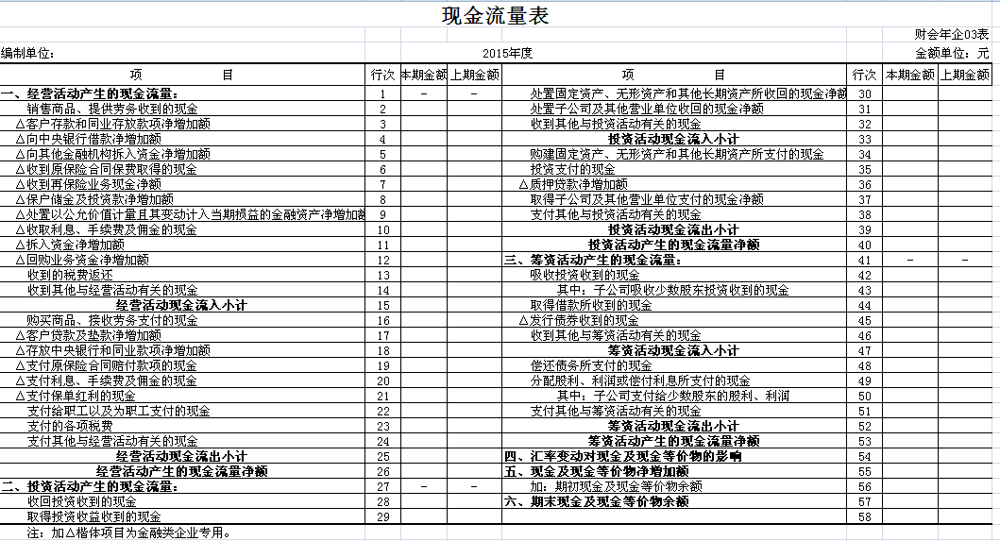 现金流量表
财会年企03表
编制单位： 2015年度 金额单位：元
项 目 行次 本期金额 上期金额 项 目 行次 本期金额 上期金额
一、经营活动产生的现金流量： 1 － － 处置固定资产、无形资产和其他长期资产所收回的现金净额 30
销售商品、提供劳务收到的现金 2 处置子公司及其他营业单位收回的现金净额 31
△客户存款和同业存放款项净增加额 3 收到其他与投资活动有关的现金 32
△向中央银行借款净增加额 4 投资活动现金流入小计 33
△向其他金融机构拆入资金净增加额 5 购建固定资产、无形资产和其他长期资产所支付的现金 34
△收到原保险合同保费取得的现金 6 投资支付的现金 35
△收到再保险业务现金净额 7 △质押贷款净增加额 36
△保户储金及投资款净增加额 8 取得子公司及其他营业单位支付的现金净额 37
△处置以公允价值计量且其变动计入当期损益的金融资产净增加额 9 支付其他与投资活动有关的现金 38
△收取利息、手续费及佣金的现金 10 投资活动现金流出小计 39
△拆入资金净增加额 11 投资活动产生的现金流量净额 40
△回购业务资金净增加额 12 三、筹资活动产生的现金流量： 41 － －
收到的税费返还 13 吸收投资收到的现金 42
收到其他与经营活动有关的现金 14 其中：子公司吸收少数股东投资收到的现金 43
经营活动现金流入小计 15 取得借款所收到的现金 44
购买商品、接收劳务支付的现金 16 △发行债券收到的现金 45
△客户贷款及垫款净增加额 17 收到其他与筹资活动有关的现金 46
△存放中央银行和同业款项净增加额 18 筹资活动现金流入小计 47
△支付原保险合同赔付款项的现金 19 偿还债务所支付的现金 48
△支付利息、手续费及佣金的现金 20 分配股利、利润或偿付利息所支付的现金 49
△支付保单红利的现金 21 其中：子公司支付给少数股东的股利、利润 50
支付给职工以及为职工支付的现金 22 支付其他与筹资活动有关的现金 51
支付的各项税费 23 筹资活动现金流出小计 52
支付其他与经营活动有关的现金 24 筹资活动产生的现金流量净额 53
经营活动现金流出小计 25 四、汇率变动对现金及现金等价物的影响 54
经营活动产生的现金流量净额 26 五、现金及现金等价物净增加额 55
二、投资活动产生的现金流量： 27 － － 加：期初现金及现金等价物余额 56
收回投资收到的现金 28 六、期末现金及现金等价物余额 57
取得投资收益收到的现金 29 58
注：加△楷体项目为金融类企业专用。